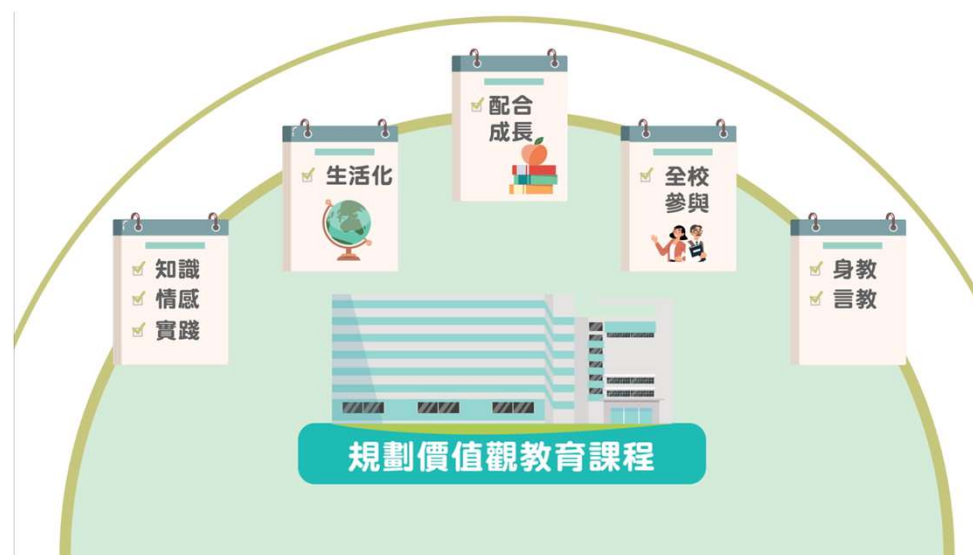 知識
情感
實踐
生活化
配合
成長
全校
參與
身教
言教
規劃價值觀教育課程